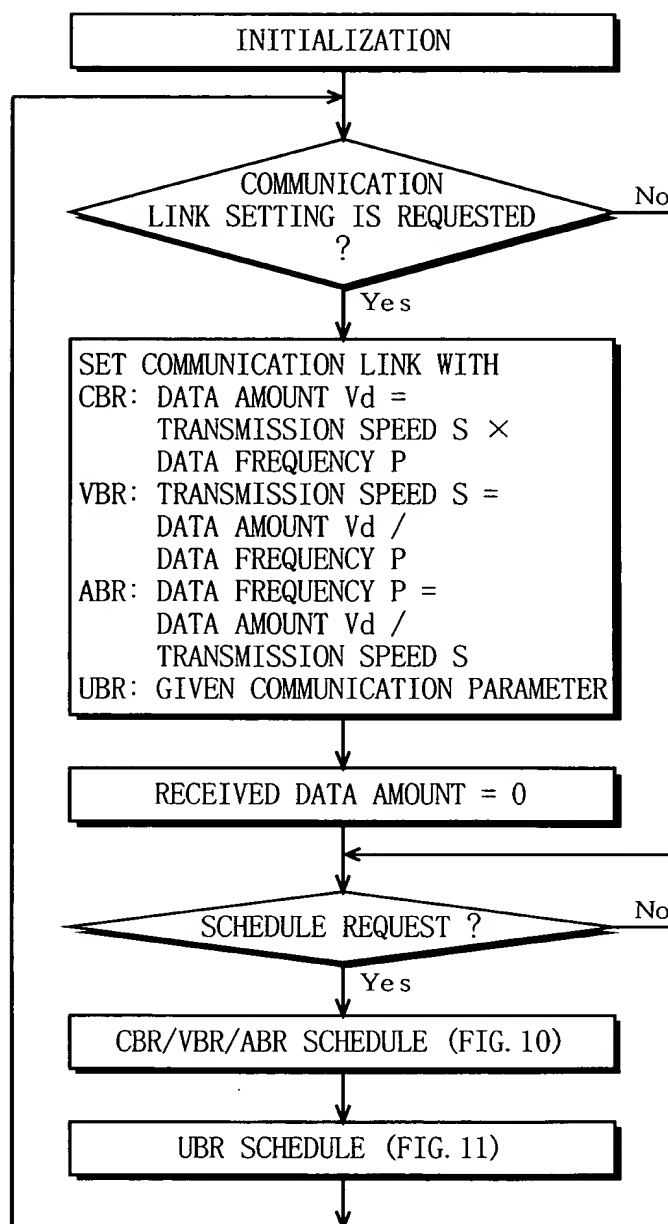 INITIALIZATION
COMMUNICATION
LINK SETTING IS REQUESTED
?
No
Yes
SET COMMUNICATION LINK WITH
CBR: DATA AMOUNT Vd =
TRANSMISSION SPEED S ×
DATA FREQUENCY P
VBR: TRANSMISSION SPEED S =
DATA AMOUNT Vd /
DATA FREQUENCY P
ABR: DATA FREQUENCY P =
DATA AMOUNT Vd /
TRANSMISSION SPEED S
UBR: GIVEN COMMUNICATION PARAMETER
RECEIVED DATA AMOUNT = 0
SCHEDULE REQUEST ?
No
Yes
CBR/VBR/ABR SCHEDULE (FIG. 10)
UBR SCHEDULE (FIG. 11)